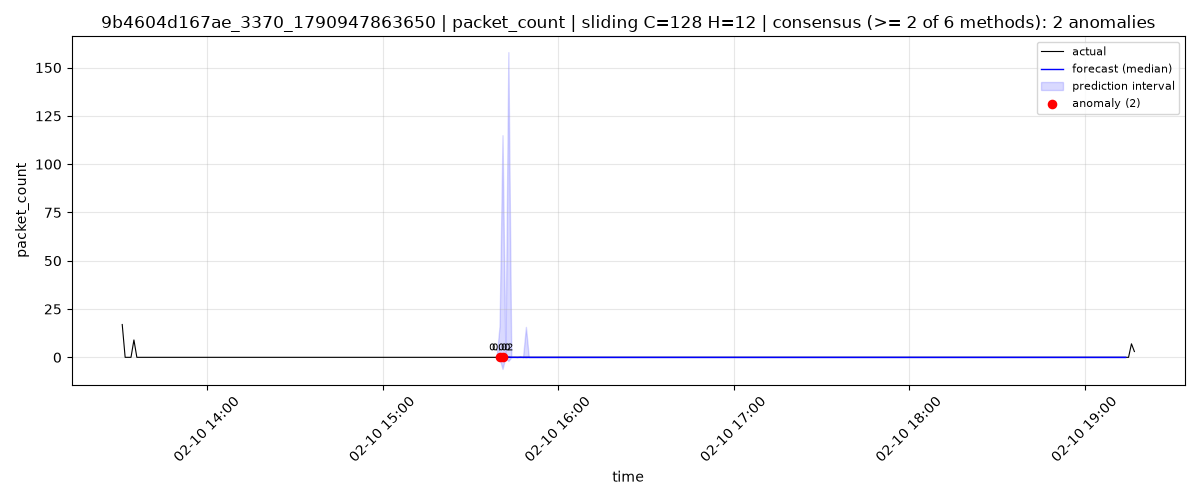 9b4604d167ae_3370_1790947863650 | packet_count | sliding C=128 H=12 | consensus (>= 2 of 6 methods): 2 anomalies
actual
forecast (median)
prediction interval
anomaly (2)
packet_count
150
125
100
75
50
25
0
02-10 14:00
02-10 15:00
02-10 16:00
02-10 17:00
02-10 18:00
02-10 19:00
time